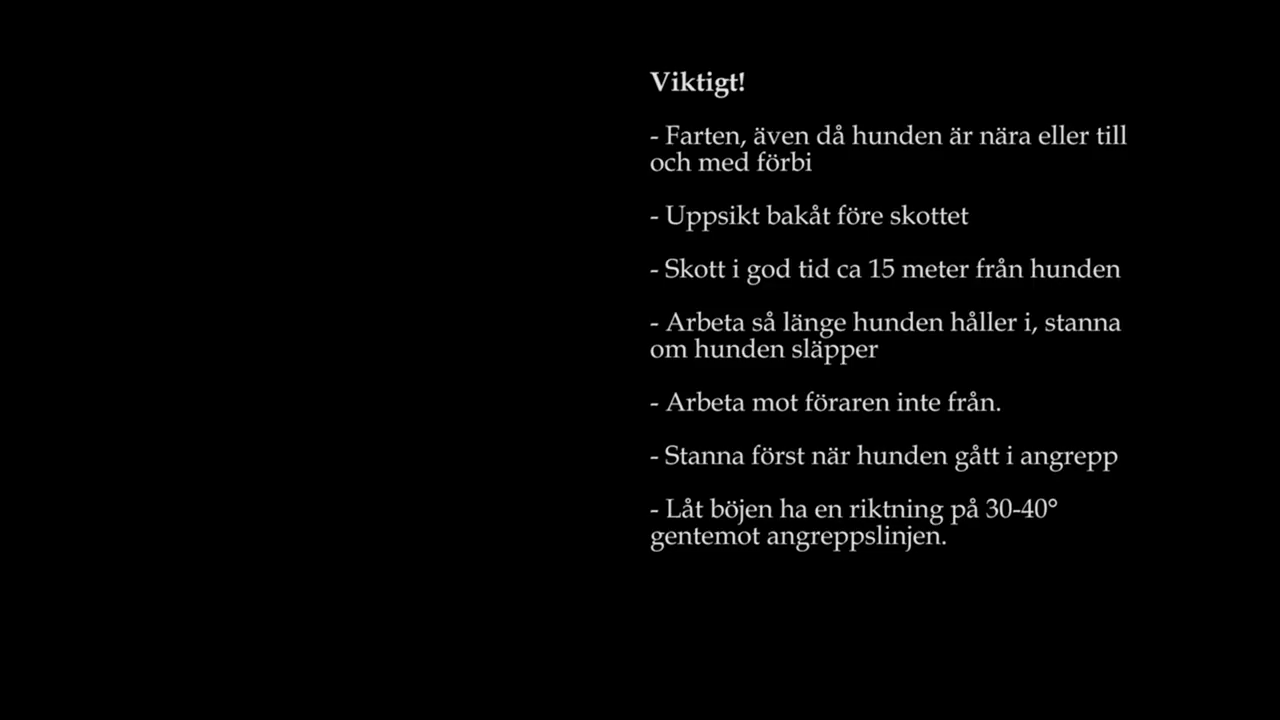 Viktigt!
- Farten, även då hunden är nära eller till
och med förbi
- Uppsikt bakåt före skottet
- Skott i god tid ca 15 meter från hunden
- Arbeta så länge hunden håller i, stanna
om hunden släpper
- Arbeta mot föraren inte från.
- Stanna först när hunden gått i angrepp
- Låt böjen ha en riktning på 30-40°
gentemot angreppslinjen.